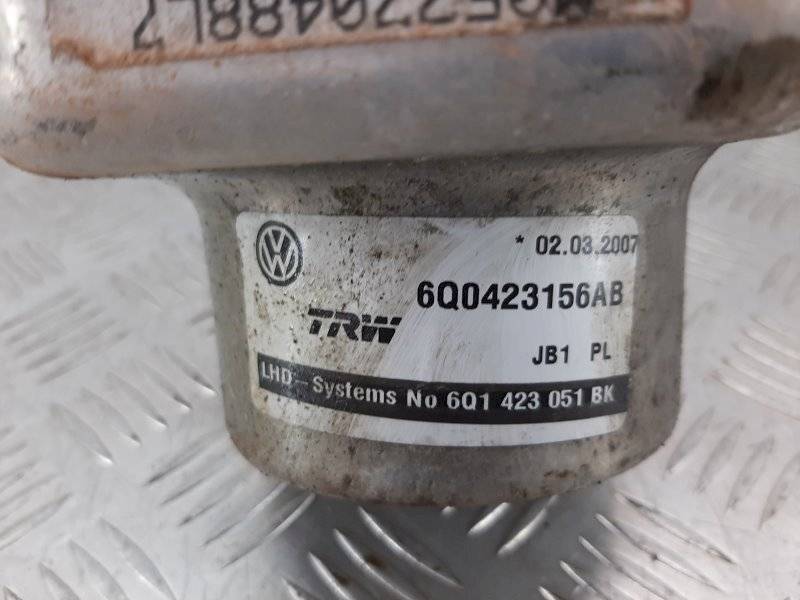 * 02.03.2007
6Q0423156AB
TRW
JB1 PL
LHD-Systems No 6Q1 423 051 BK